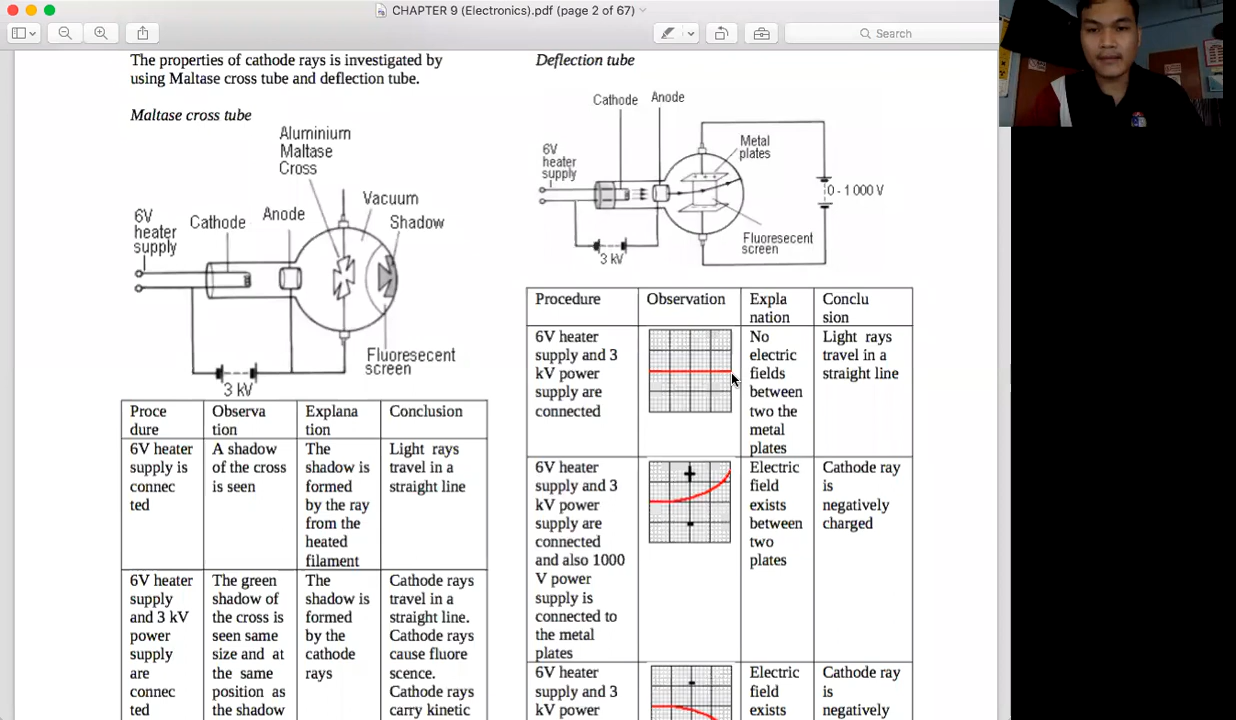 CHAPTER 9 (Electronics).pdf (page 2 of 67)
Search
The properties of cathode rays is investigated by
using Maltase cross tube and deflection tube.
Maltase cross tube
Aluminium
Maltase
Cross
Vacuum
Shadow
Anode
Cathode
6V
heater
supply
Fluoresecent
screen
3 kV
Proce
dure
Observa
tion
Explana
tion
Conclusion
6V heater
supply is
connec
ted
A shadow
of the cross
is seen
The
shadow is
formed
by the ray
from the
heated
filament
Light rays
travel in a
straight line
6V heater
supply
and 3 kV
power
supply
are
connec
ted
The green
shadow of
the cross is
seen same
size and at
the same
position as
the shadow
The
shadow is
formed
by the
cathode
rays
Cathode rays
travel in a
straight line.
Cathode rays
cause fluore
scence.
Cathode rays
carry kinetic
Deflection tube
Cathode
Anode
6V
heater
supply
Metal
plates
0 - 1 000 V
Fluoresecent
screen
3 kV
Procedure
Observation
Expla
nation
Conclu
sion
6V heater
supply and 3
kV power
supply are
connected
No
electric
fields
between
two the
metal
plates
Light rays
travel in a
straight line
6V heater
supply and 3
kV power
supply are
connected
and also 1000
V power
supply is
connected to
the metal
plates
+
-
Electric
field
exists
between
two
plates
Cathode ray
is
negatively
charged
6V heater
supply and 3
kV power
-
Electric
field
exists
Cathode ray
is
negatively